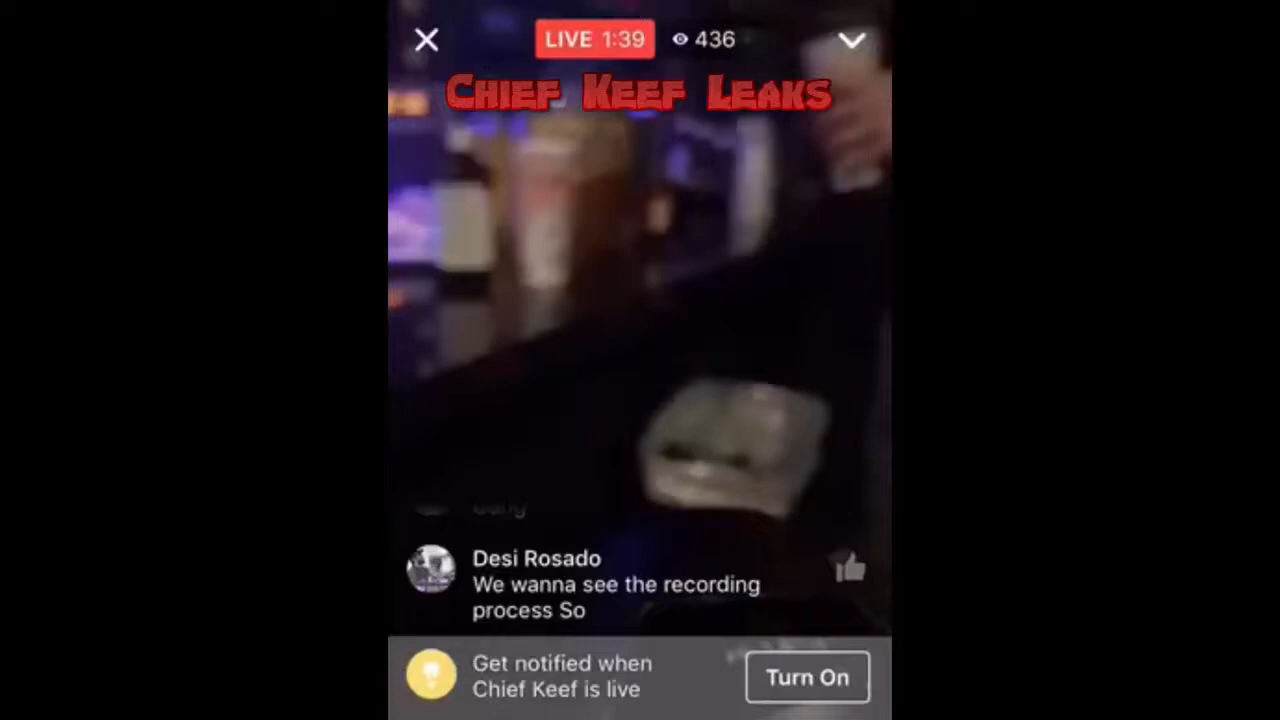 LIVE 1:39 436
CHIEF KEEF LEAKS
Desi Rosado
We wanna see the recording
process So
Get notified when
Chief Keef is live
Turn On